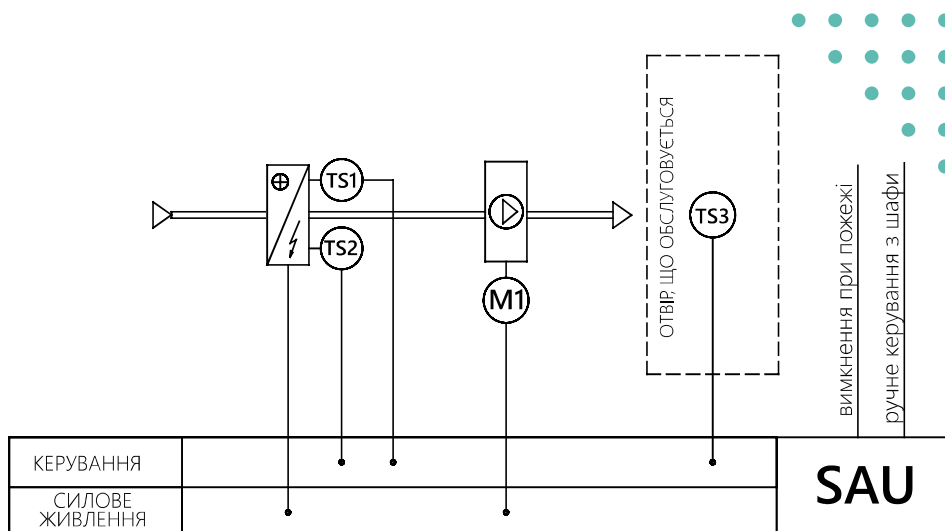 TS1
TS2
M1
ОТВІР, ЩО ОБСЛУГОВУЄТЬСЯ
TS3
вимкнення при пожежі
ручне керування з шафи
КЕРУВАННЯ
СИЛОВЕ
ЖИВЛЕННЯ
SAU